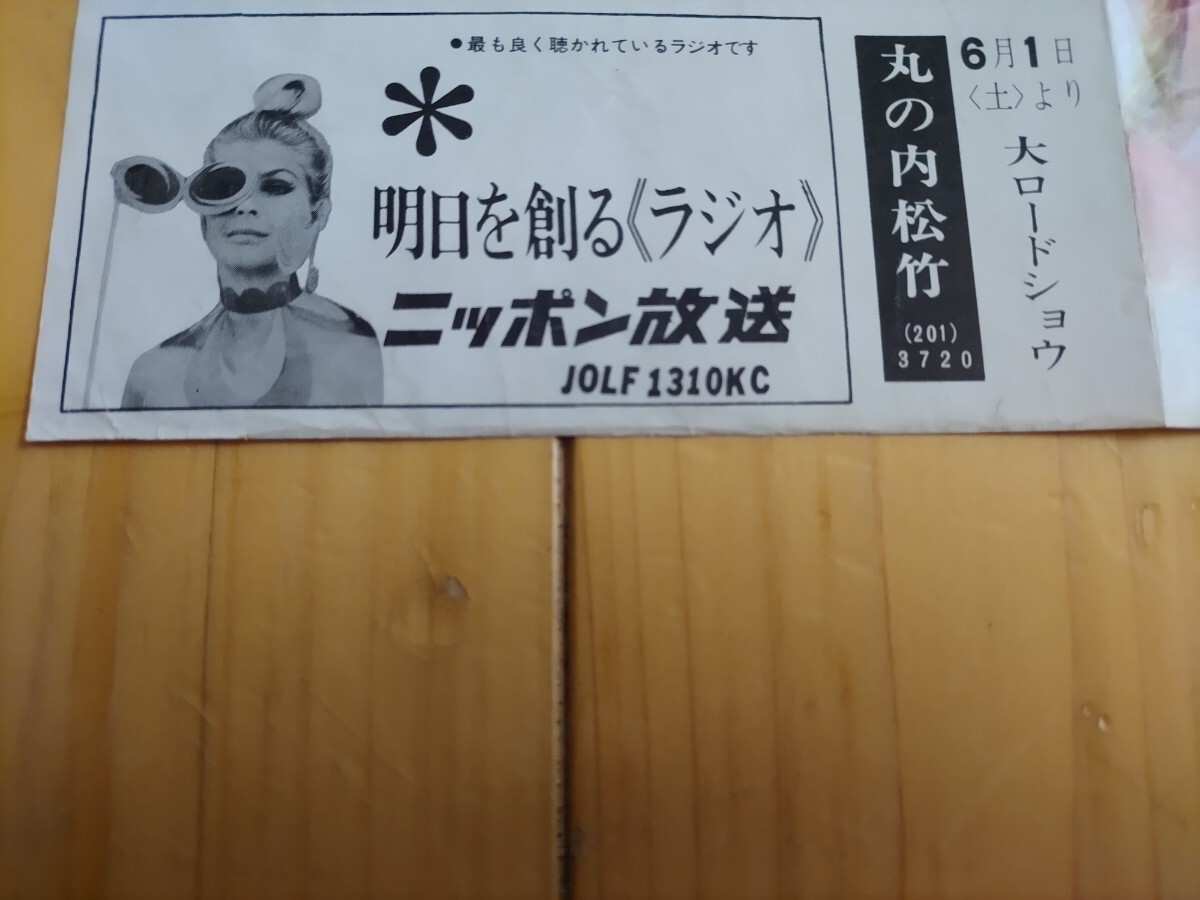 ●最も良く聴かれているラジオです
*
明日を創る《ラジオ》
ニッポン放送
JOLF 1310KC
6月1日
〈土〉より
大ロードショウ
丸の内松竹
(201)
3720